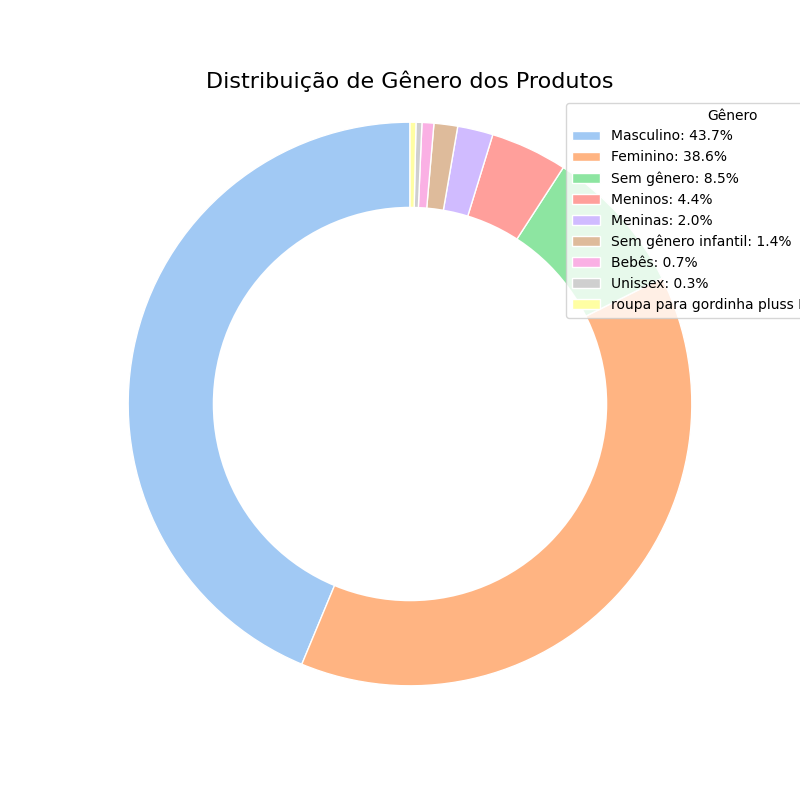 Distribuição de Gênero dos Produtos
Gênero
Masculino: 43.7%
Feminino: 38.6%
Sem gênero: 8.5%
Meninos: 4.4%
Meninas: 2.0%
Sem gênero infantil: 1.4%
Bebês: 0.7%
Unissex: 0.3%
roupa para gordinha pluss